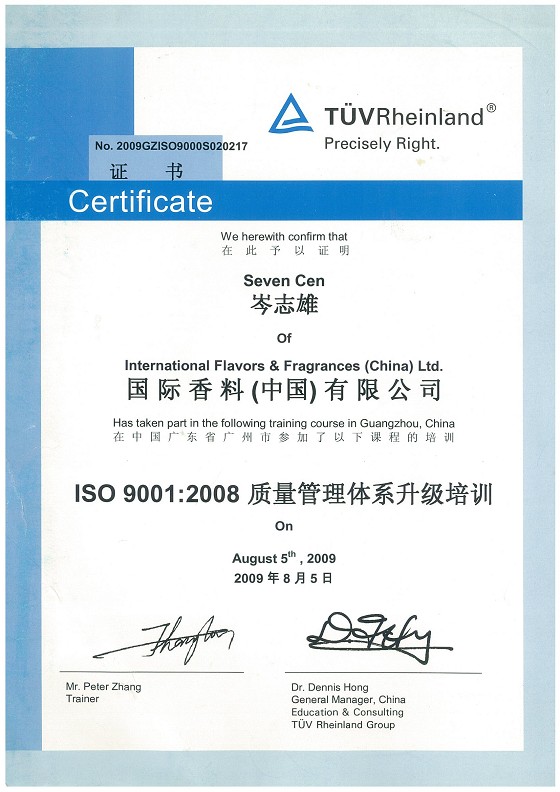 TÜVRheinland®
Precisely Right.
No. 2009GZISO9000S020217
证 书
Certificate
We herewith confirm that
在此予以证明
Seven Cen
岑志雄
Of
International Flavors & Fragrances (China) Ltd.
国际香料(中国)有限公司
Has taken part in the following training course in Guangzhou, China
在中国广东省广州市参加了以下课程的培训
ISO 9001:2008 质量管理体系升级培训
On
August 5th , 2009
2009 年 8 月 5 日
Mr. Peter Zhang
Trainer
Dr. Dennis Hong
General Manager, China
Education & Consulting
TÜV Rheinland Group